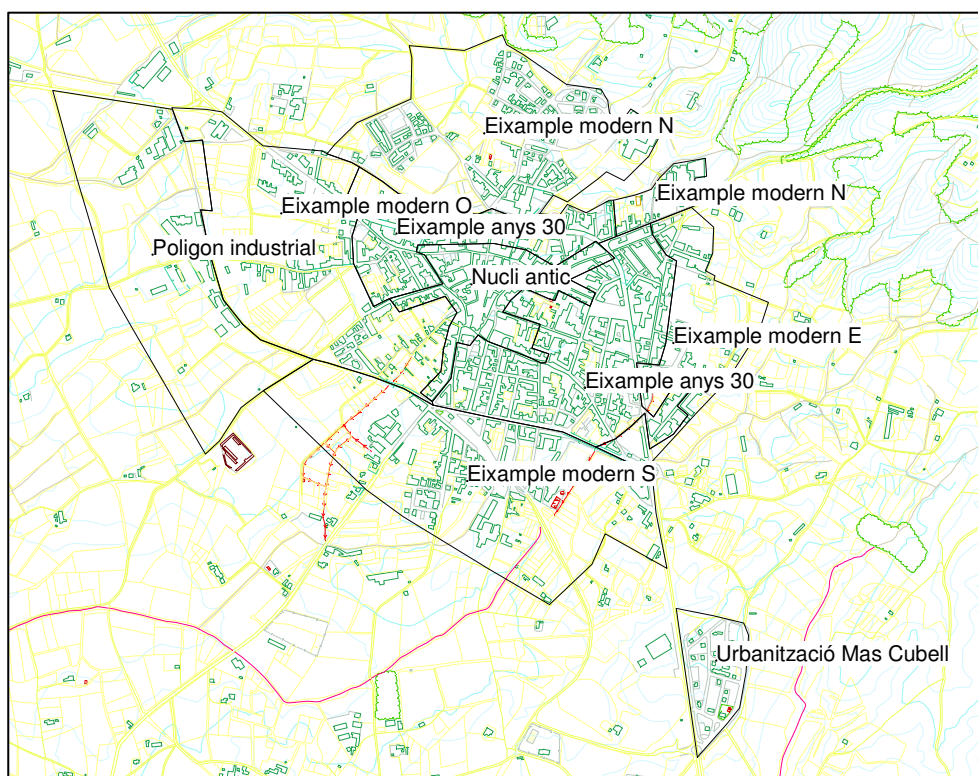 Eixample modern N
Eixample modern N
Eixample modern O
Eixample anys 30
Poligon industrial
Nucli antic
Eixample modern E
Eixample anys 30
Eixample modern S
Urbanització Mas Cubell